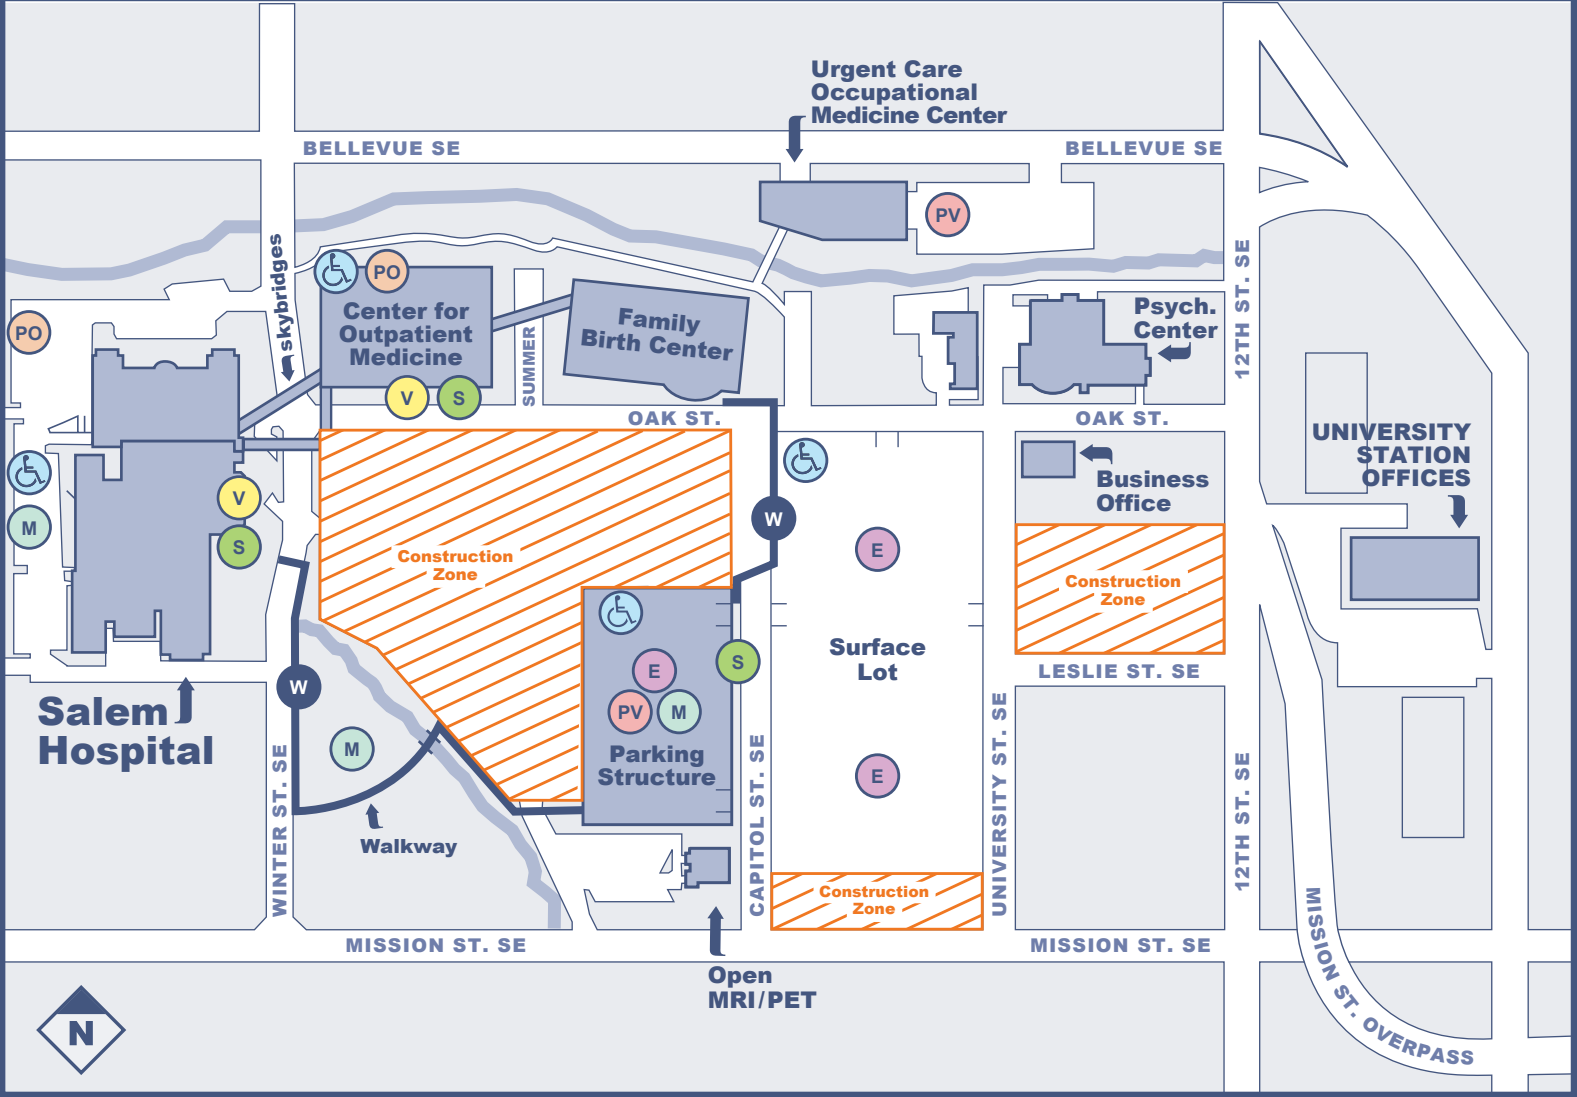 Urgent Care
Occupational
Medicine Center
BELLEVUE SE
BELLEVUE SE
PV
skybridges
PO
PO
Center for
Outpatient
Medicine
Family
Birth Center
SUMMER
Psych.
Center
12TH ST. SE
V
S
OAK ST.
OAK ST.
UNIVERSITY
STATION
OFFICES
Business
Office
M
V
S
W
E
Construction
Zone
Construction
Zone
E
PV
M
Parking
Structure
S
Surface
Lot
LESLIE ST. SE
W
Salem
Hospital
M
E
WINTER ST. SE
CAPITOL ST. SE
UNIVERSITY ST. SE
12TH ST. SE
Walkway
Construction
Zone
MISSION ST. SE
MISSION ST. SE
MISSION ST. OVERPASS
Open
MRI/PET
N